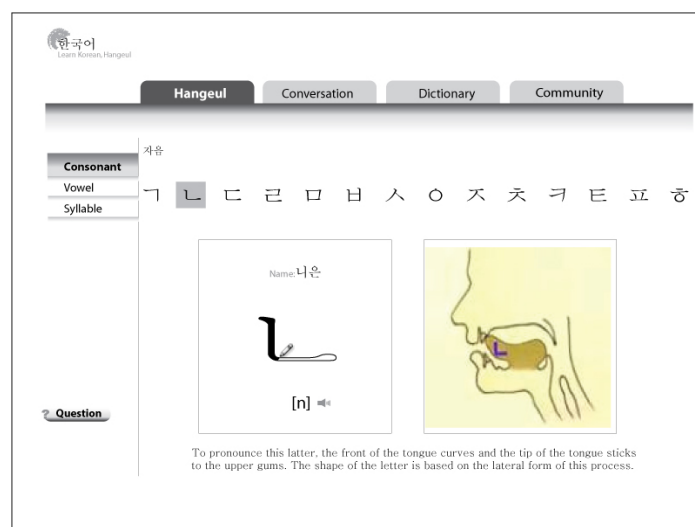 한국어
Learn Korean, Hangeul
Hangeul Conversation Dictionary Community
자음
Consonant
Vowel
Syllable
ㄱ ㄴ ㄷ ㄹ ㅁ ㅂ ㅅ ㅇ ㅈ ㅊ ㅋ ㅌ ㅍ ㅎ
Name:니은
ㄴ
[n]
ㄴ
? Question
To pronounce this latter, the front of the tongue curves and the tip of the tongue sticks
to the upper gums. The shape of the letter is based on the lateral form of this process.